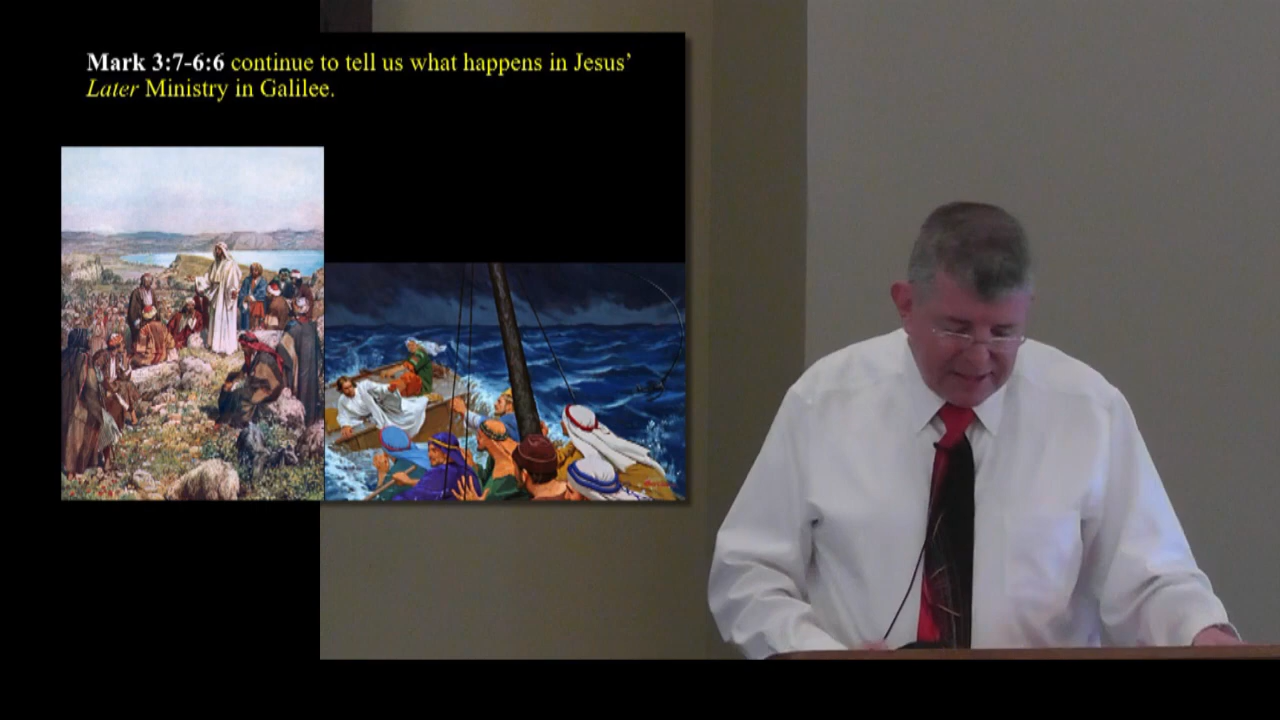 Mark 3:7-6:6 continue to tell us what happens in Jesus’
Later Ministry in Galilee.